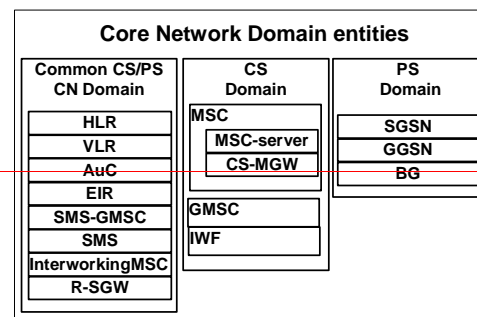 Core Network Domain entities
Common CS/PS
CN Domain
HLR
VLR
AuC
EIR
SMS-GMSC
SMS
InterworkingMSC
R-SGW
CS
Domain
MSC
MSC-server
CS-MGW
GMSC
IWF
PS
Domain
SGSN
GGSN
BG